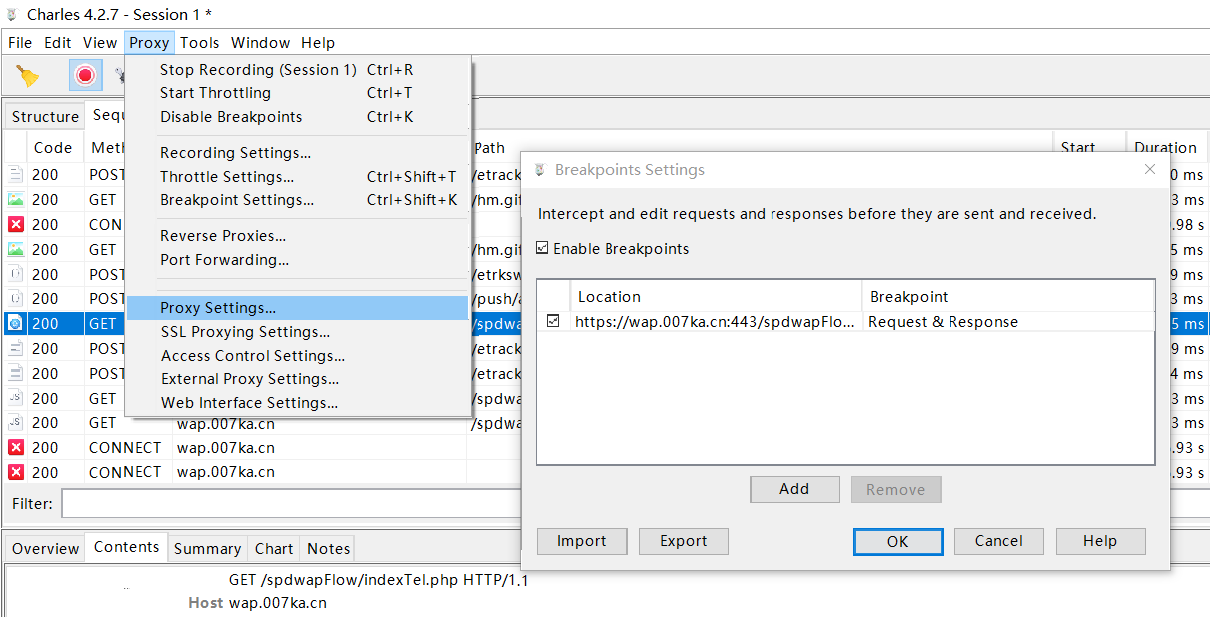 Charles 4.2.7 - Session 1 *
File Edit View Proxy Tools Window Help
Stop Recording (Session 1) Ctrl+R
Start Throttling Ctrl+T
Disable Breakpoints Ctrl+K
Recording Settings...
Throttle Settings... Ctrl+Shift+T
Breakpoint Settings... Ctrl+Shift+K
Reverse Proxies...
Port Forwarding...
Proxy Settings...
SSL Proxying Settings...
Access Control Settings...
External Proxy Settings...
Web Interface Settings...
Structure Sequ
Code Meth Path Start Duration
200 POST /etrack 0 ms
200 GET /hm.gif 3 ms
200 CON 0.98 s
200 GET /hm.gif 5 ms
200 POST /etrksw 9 ms
200 POST /push/a 3 ms
200 GET /spdwa 5 ms
200 POST /etrack 9 ms
200 POST /etrack 4 ms
200 GET /spdwa 3 ms
200 GET wap.007ka.cn /spdwa 3 ms
200 CONNECT wap.007ka.cn .93 s
200 CONNECT wap.007ka.cn .93 s
Filter:
Overview Contents Summary Chart Notes
GET /spdwapFlow/indexTel.php HTTP/1.1
Host wap.007ka.cn
Breakpoints Settings
Intercept and edit requests and responses before they are sent and received.
Enable Breakpoints
Location Breakpoint
https://wap.007ka.cn:443/spdwapFlo... Request & Response
Add Remove
Import Export OK Cancel Help